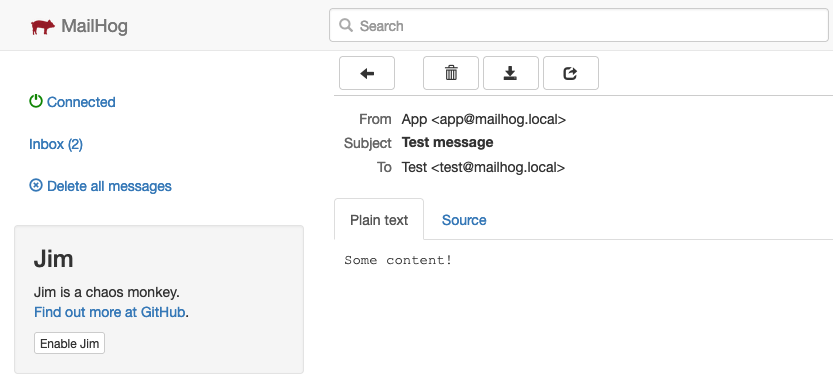 MailHog
Search
Connected
Inbox (2)
Delete all messages
Jim
Jim is a chaos monkey.
Find out more at GitHub.
Enable Jim
From App <app@mailhog.local>
Subject Test message
To Test <test@mailhog.local>
Plain text Source
Some content!